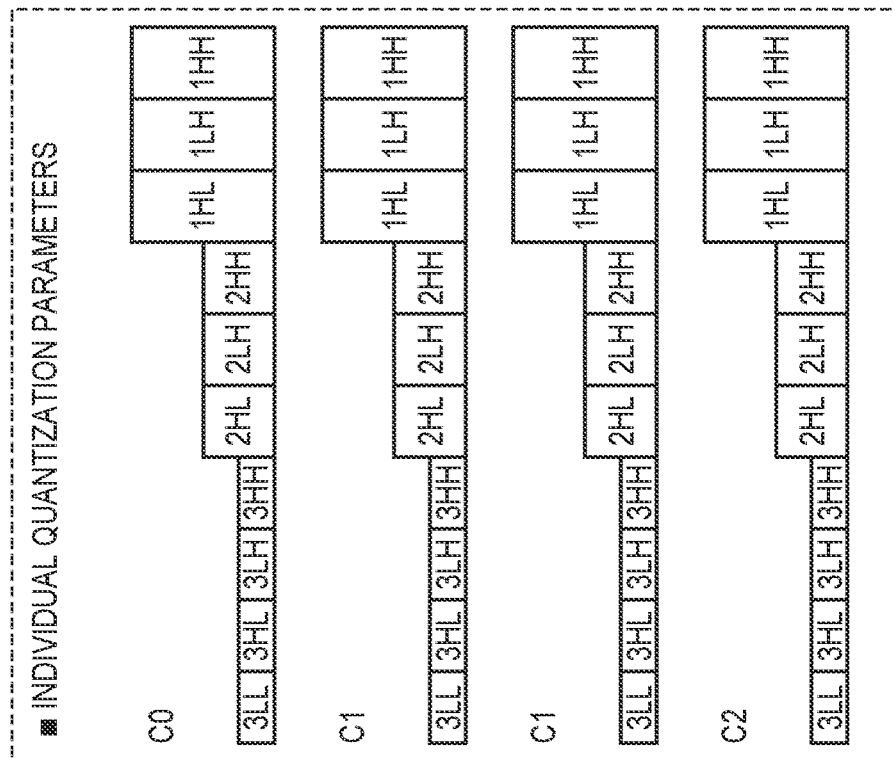 ■ INDIVIDUAL QUANTIZATION PARAMETERS
C0
3LL 3HL 3LH 3HH 2HL 2LH 2HH 1HL 1LH 1HH
C1
3LL 3HL 3LH 3HH 2HL 2LH 2HH 1HL 1LH 1HH
C1
3LL 3HL 3LH 3HH 2HL 2LH 2HH 1HL 1LH 1HH
C2
3LL 3HL 3LH 3HH 2HL 2LH 2HH 1HL 1LH 1HH